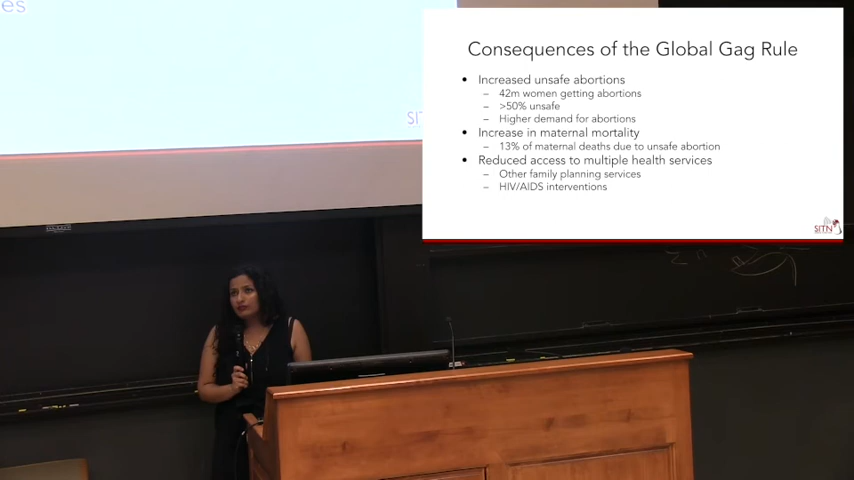 es
SI
Consequences of the Global Gag Rule
• Increased unsafe abortions
– 42m women getting abortions
– >50% unsafe
– Higher demand for abortions
• Increase in maternal mortality
– 13% of maternal deaths due to unsafe abortion
• Reduced access to multiple health services
– Other family planning services
– HIV/AIDS interventions
SITN